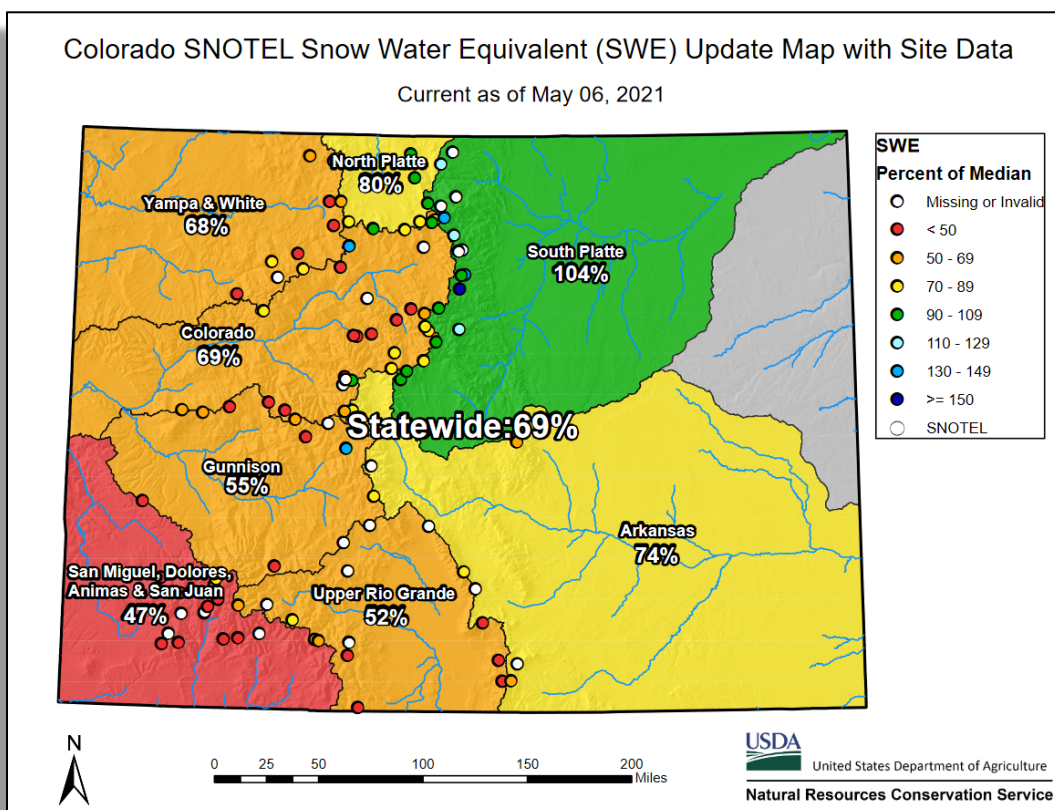 Colorado SNOTEL Snow Water Equivalent (SWE) Update Map with Site Data
Current as of May 06, 2021
North Platte
80%
Yampa & White
68%
South Platte
104%
Colorado
69%
Statewide:69%
Gunnison
55%
Arkansas
74%
San Miguel, Dolores,
Animas & San Juan
47%
Upper Rio Grande
52%
SWE
Percent of Median
Missing or Invalid
< 50
50 - 69
70 - 89
90 - 109
110 - 129
130 - 149
>= 150
SNOTEL
N
0 25 50 100 150 200
Miles
USDA
United States Department of Agriculture
Natural Resources Conservation Service